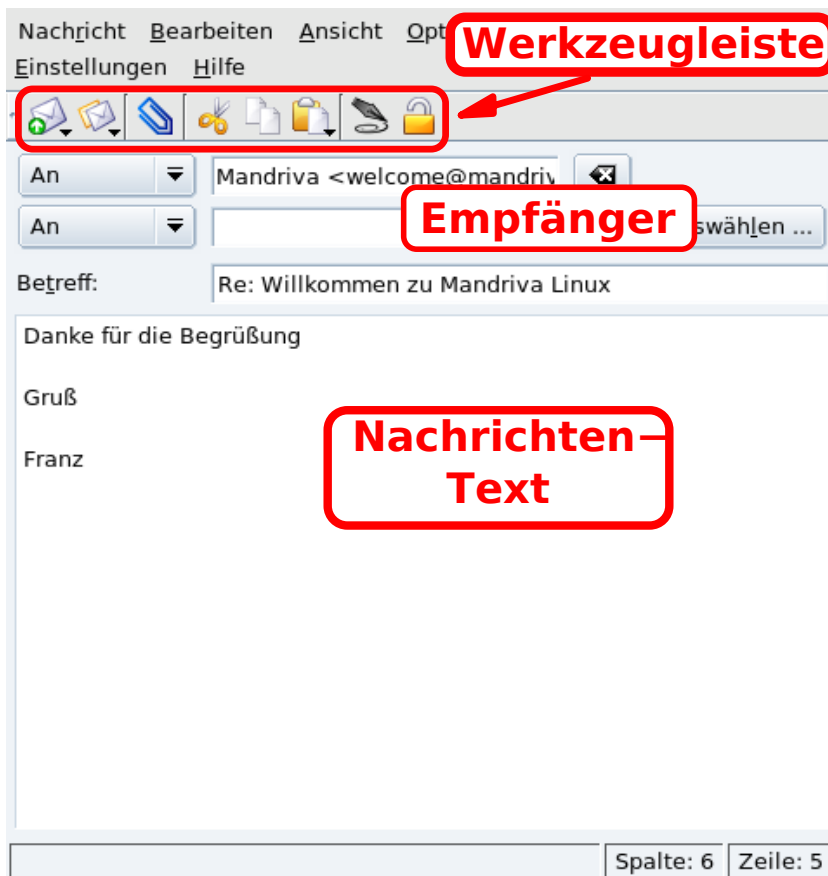 Nachricht Bearbeiten Ansicht Opt
Werkzeugleiste
Einstellungen Hilfe
An Mandriva <welcome@mandriv
An
Empfänger
swählen ...
Betreff: Re: Willkommen zu Mandriva Linux
Danke für die Begrüßung
Gruß
Franz
Nachrichten-
Text
Spalte: 6 Zeile: 5